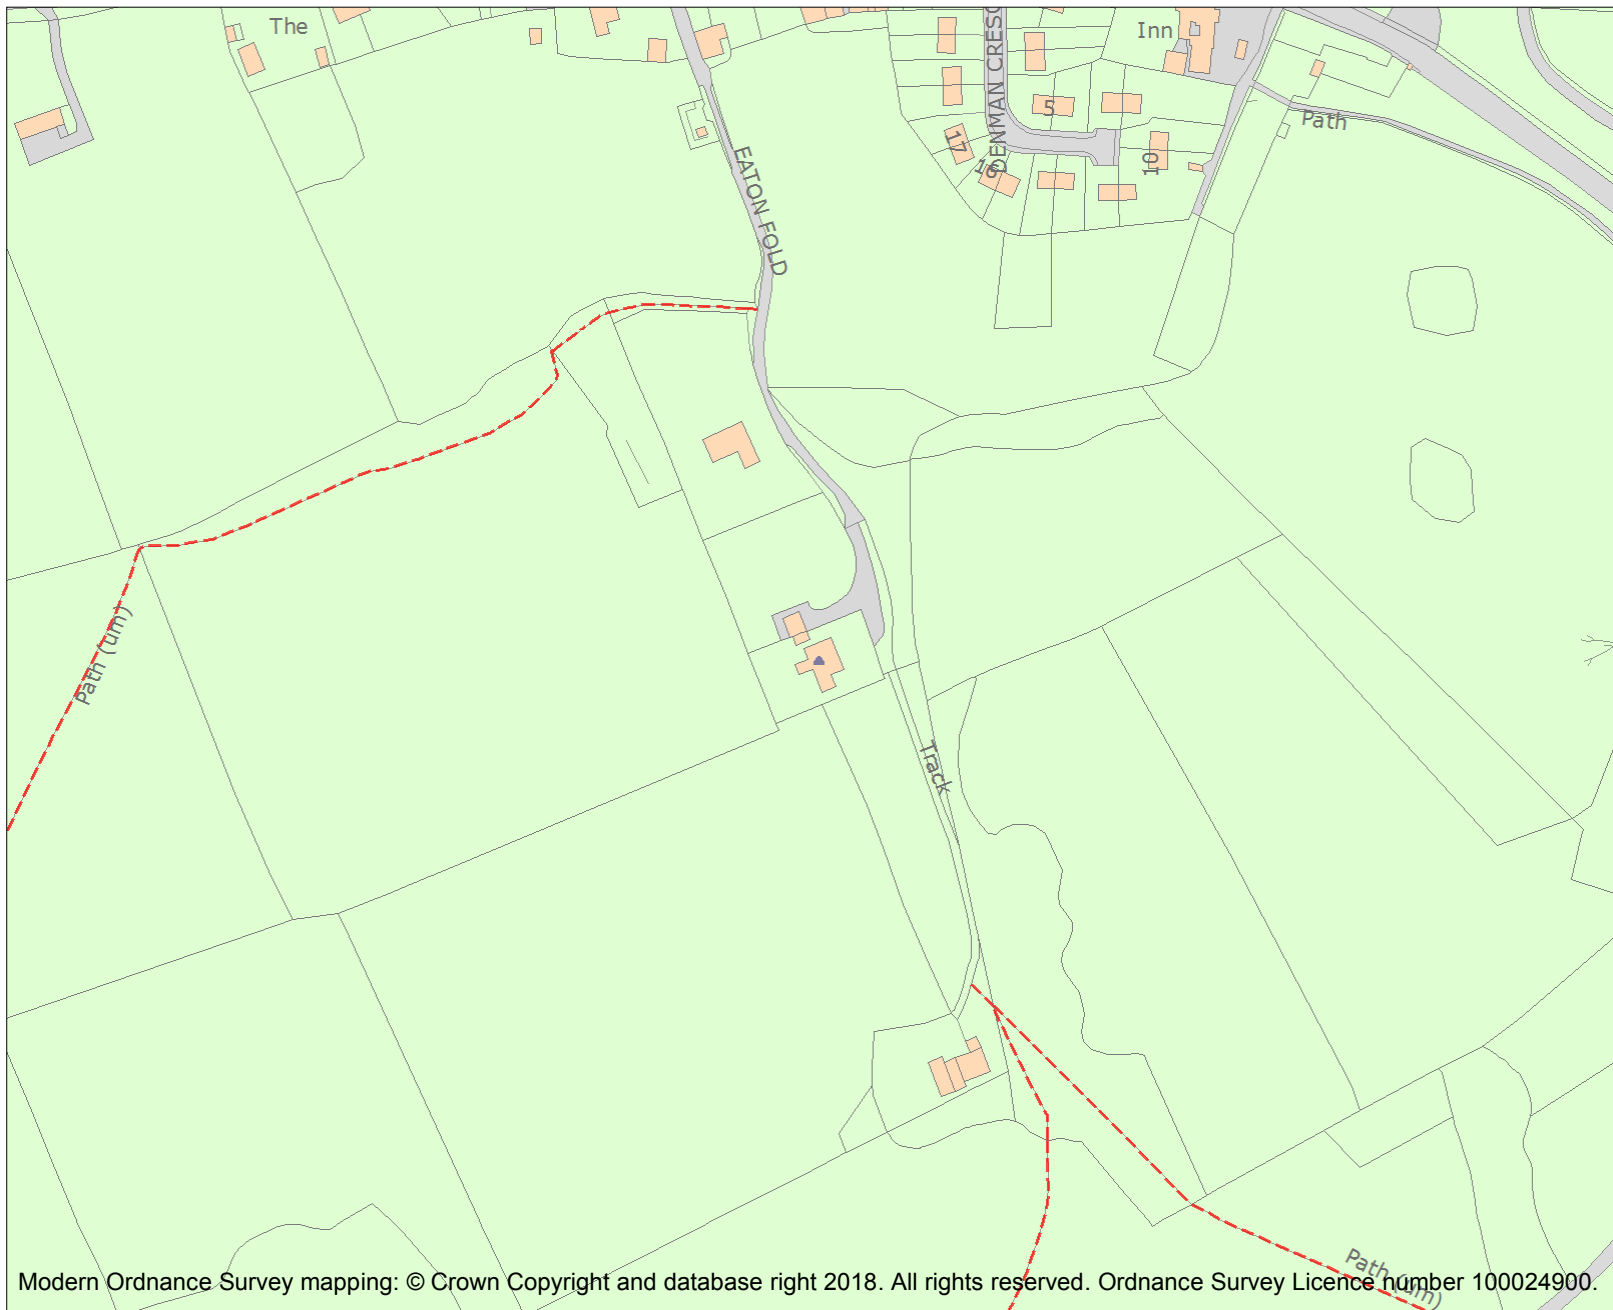 The
Inn
DENMAN CRESC
5
Path
17
16
10
EATON FOLD
Path (um)
Track
Path (um)
Modern Ordnance Survey mapping: © Crown Copyright and database right 2018. All rights reserved. Ordnance Survey Licence number 100024900.